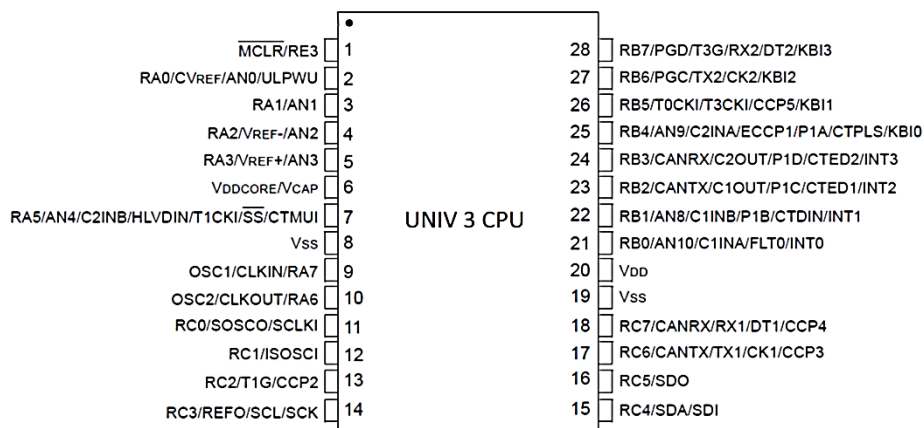 MCLR/RE3 1
RA0/CVREF/AN0/ULPWU 2
RA1/AN1 3
RA2/VREF-/AN2 4
RA3/VREF+/AN3 5
VDDCORE/VCAP 6
RA5/AN4/C2INB/HLVDIN/T1CKI/SS/CTMUI 7
VSS 8
OSC1/CLKIN/RA7 9
OSC2/CLKOUT/RA6 10
RC0/SOSCO/SCLKI 11
RC1/ISOSCI 12
RC2/T1G/CCP2 13
RC3/REFO/SCL/SCK 14
UNIV 3 CPU
28 RB7/PGD/T3G/RX2/DT2/KBI3
27 RB6/PGC/TX2/CK2/KBI2
26 RB5/T0CKI/T3CKI/CCP5/KBI1
25 RB4/AN9/C2INA/ECCP1/P1A/CTPLS/KBI0
24 RB3/CANRX/C2OUT/P1D/CTED2/INT3
23 RB2/CANTX/C1OUT/P1C/CTED1/INT2
22 RB1/AN8/C1INB/P1B/CTDIN/INT1
21 RB0/AN10/C1INA/FLT0/INT0
20 VDD
19 VSS
18 RC7/CANRX/RX1/DT1/CCP4
17 RC6/CANTX/TX1/CK1/CCP3
16 RC5/SDO
15 RC4/SDA/SDI